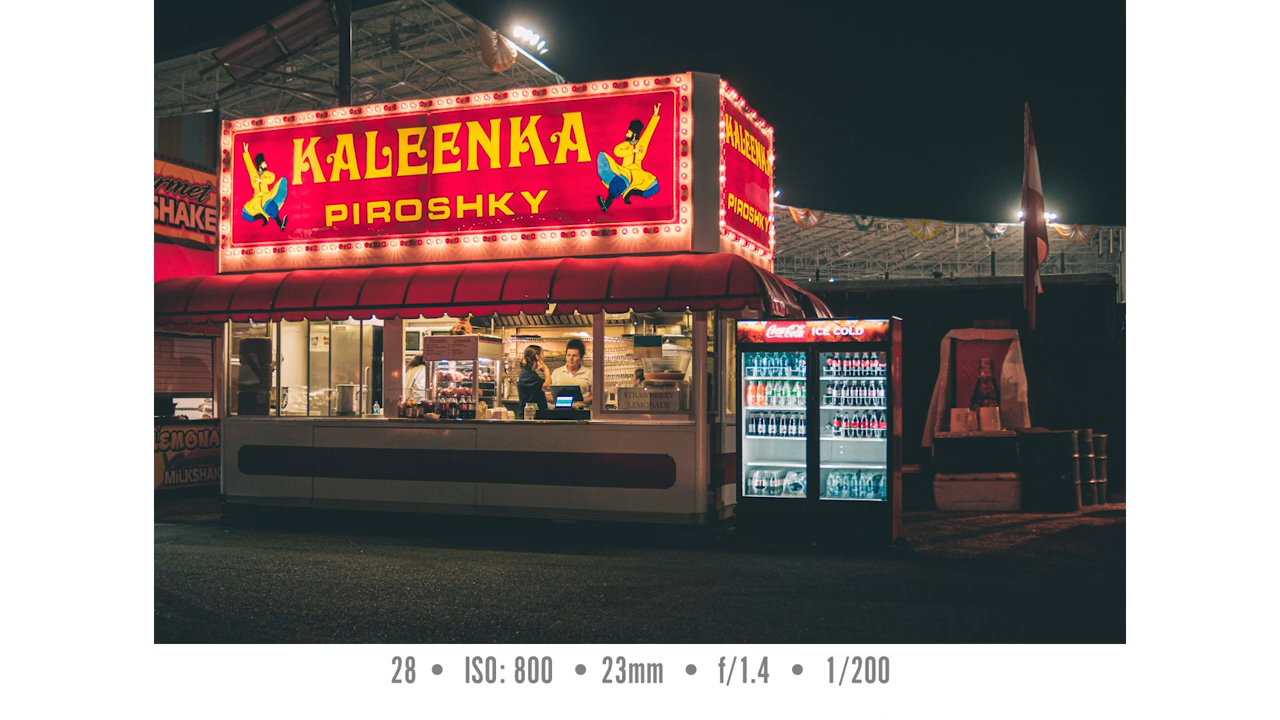 KALEENKA
PIROSHKY
KALEENKA
PIROSHKY
SHAKE
Coca-Cola ICE COLD
STRAWBERRY
LEMONADE
LEMONA
MILKSHAK
28 • ISO: 800 • 23mm • f/1.4 • 1/200